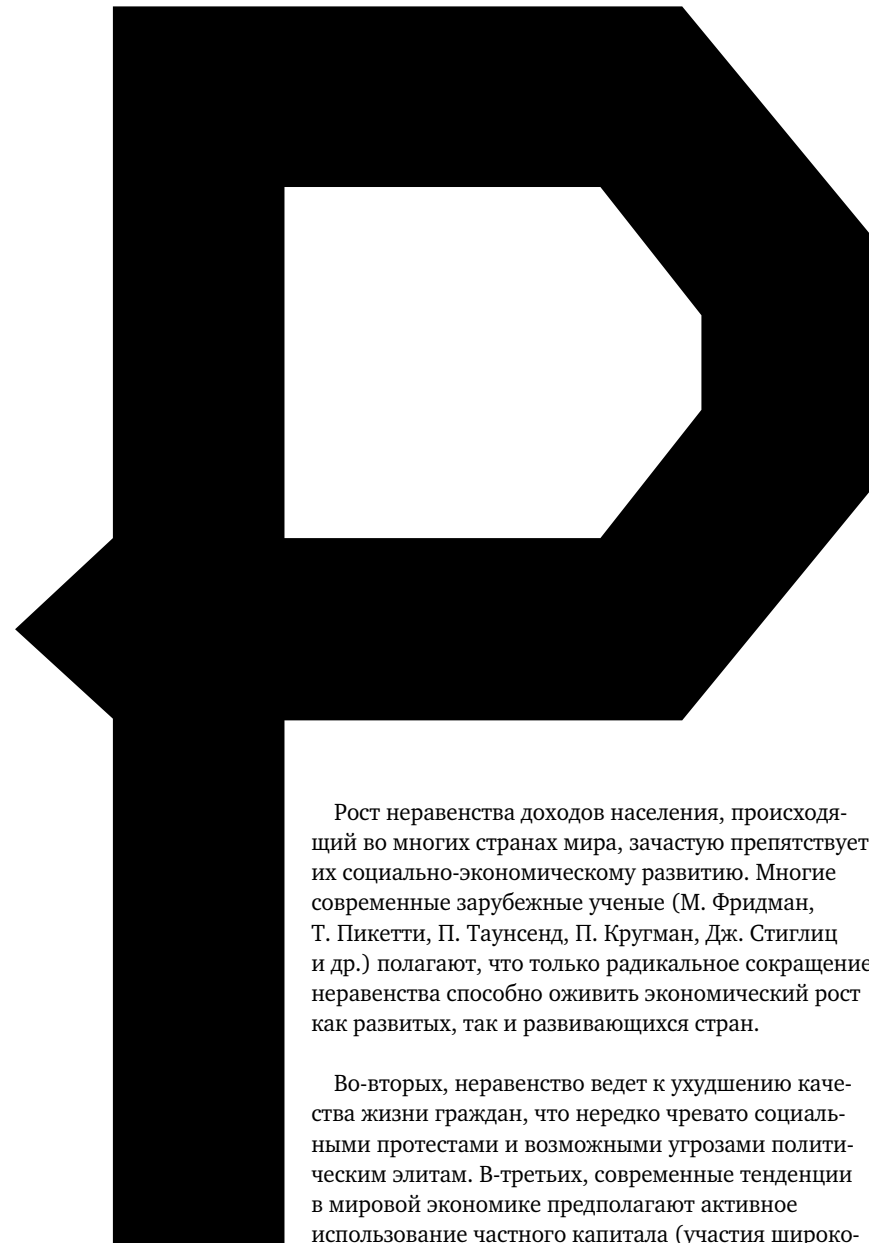 Р
Рост неравенства доходов населения, происходя-
щий во многих странах мира, зачастую препятствует
их социально-экономическому развитию. Многие
современные зарубежные ученые (М. Фридман,
Т. Пикетти, П. Таунсенд, П. Кругман, Дж. Стиглиц
и др.) полагают, что только радикальное сокращение
неравенства способно оживить экономический рост
как развитых, так и развивающихся стран.
Во-вторых, неравенство ведет к ухудшению каче-
ства жизни граждан, что нередко чревато социаль-
ными протестами и возможными угрозами полити-
ческим элитам. В-третьих, современные тенденции
в мировой экономике предполагают активное
использование частного капитала (участия широко-